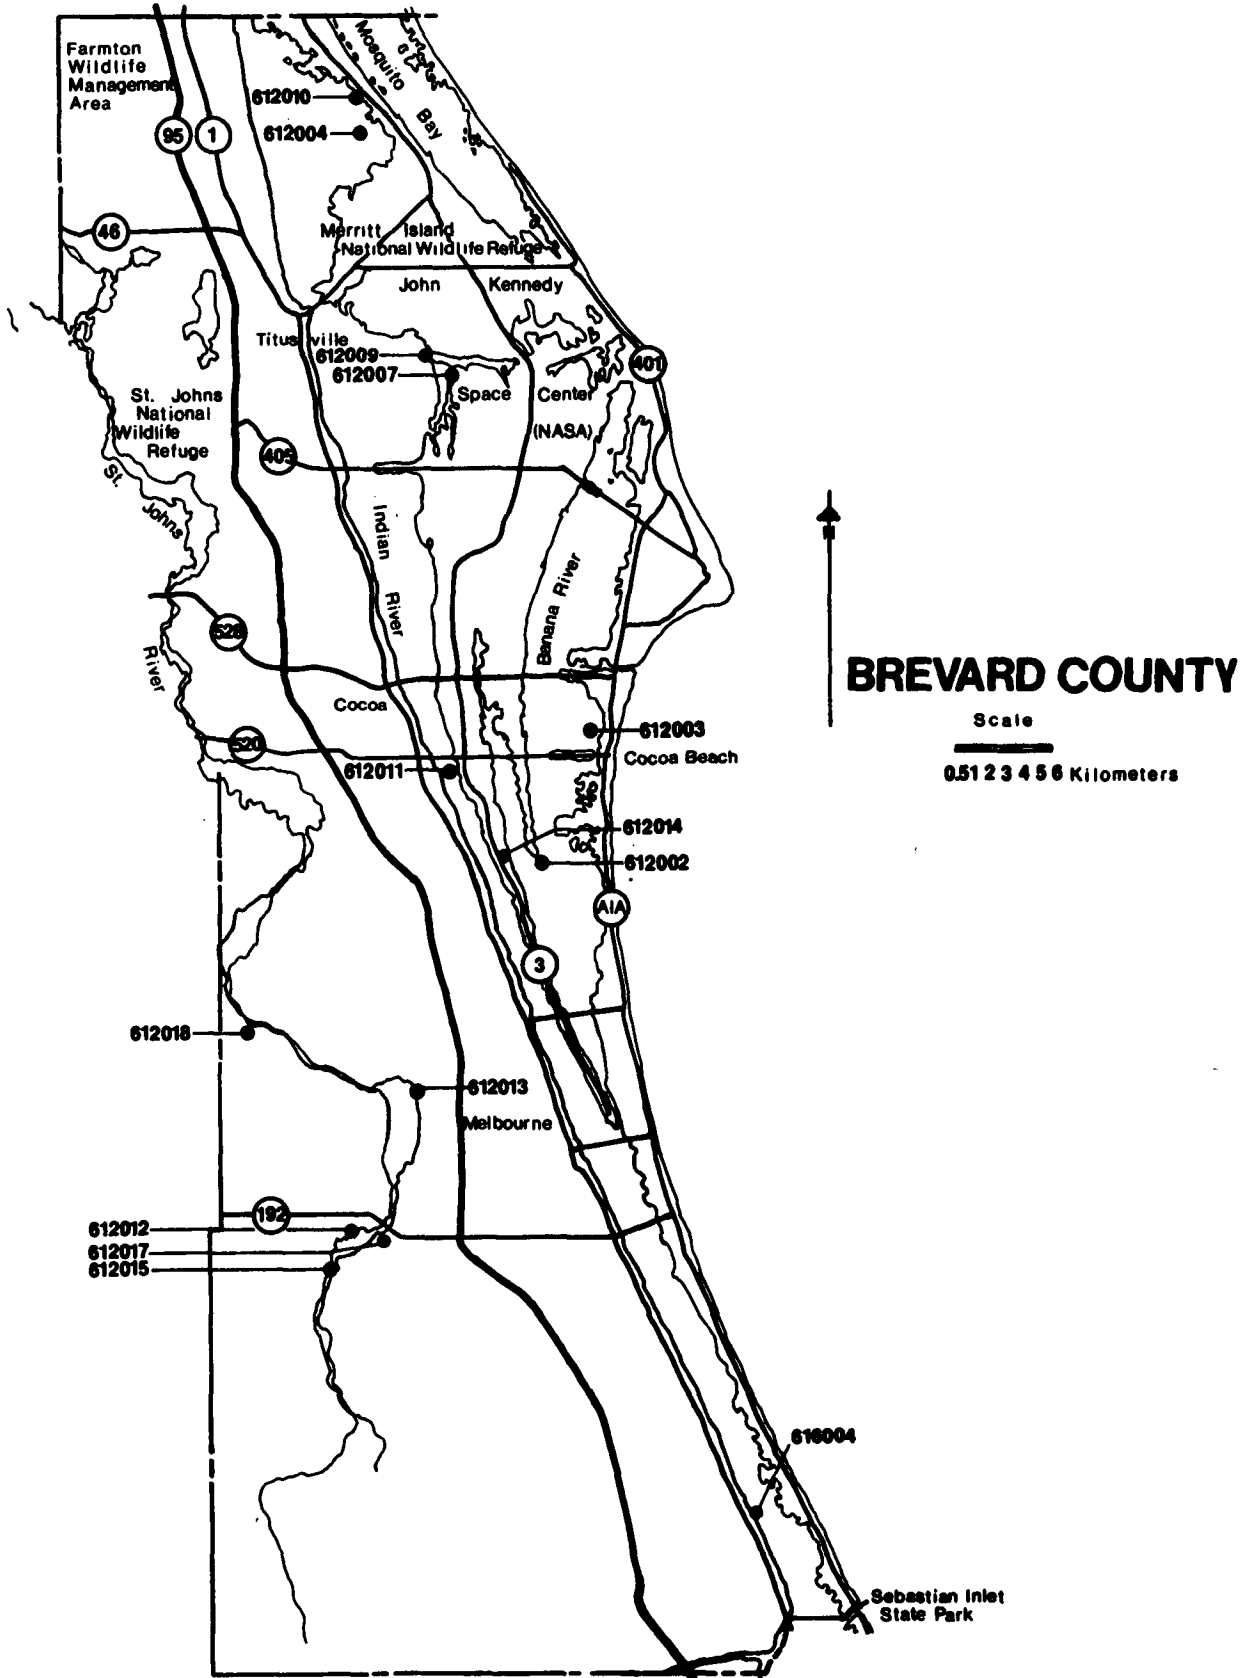 Farmton
Wildlife
Management
Area
Mosquito
Bay
612010
612004
95
1
46
Merritt Island
National Wildlife Refuge
John Kennedy
Titusville
612009
612007
Space Center
(NASA)
401
St. Johns
National
Wildlife
Refuge
405
St.
Johns
River
Indian
River
Banana River
N
528
BREVARD COUNTY
Scale
0.51 2 3 4 5 6 Kilometers
Cocoa
612003
520
Cocoa Beach
612011
612014
612002
A1A
3
612018
612013
Melbourne
192
612012
612017
612015
616004
Sebastian Inlet
State Park